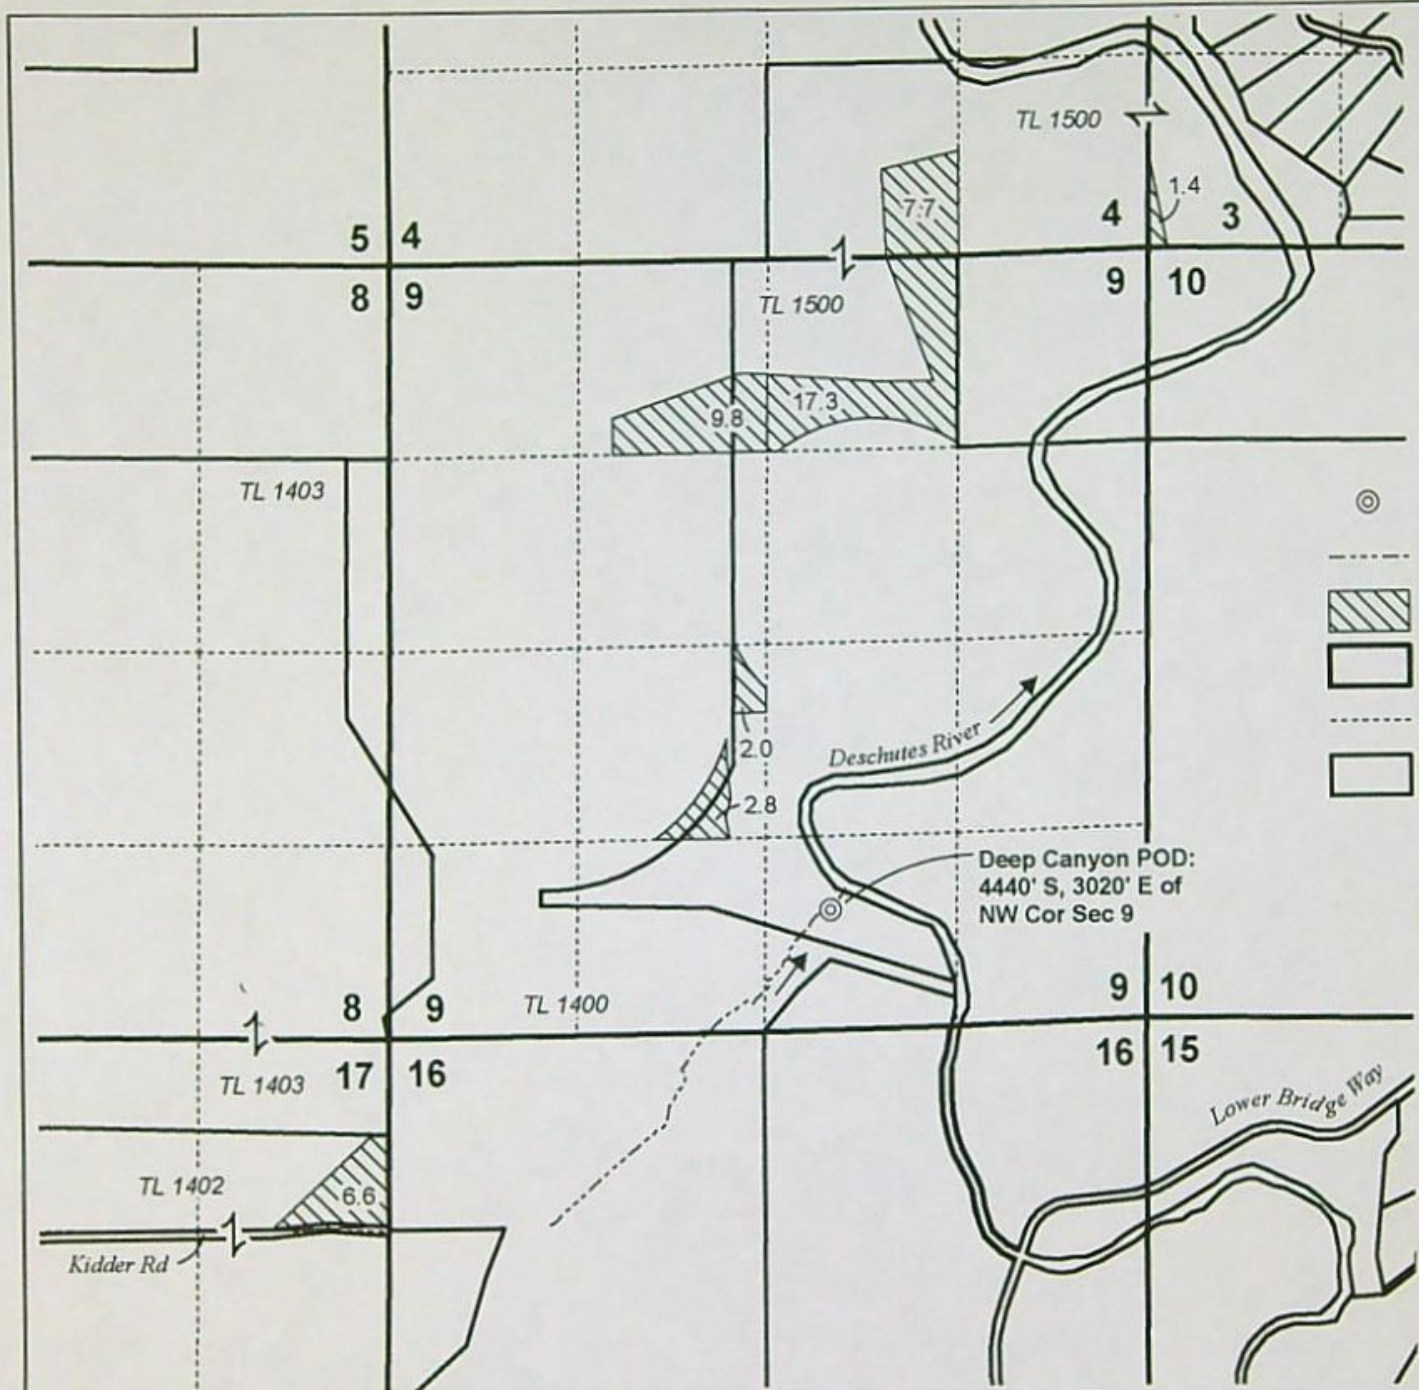 TL 1500
1.4
7.7
5 4
4 3
8 9
9 10
TL 1500
17.3
9.8
TL 1403
Deschutes River
2.0
2.8
Deep Canyon POD:
4440' S, 3020' E of
NW Cor Sec 9
8 9
TL 1400
9 10
17 16
16 15
TL 1403
Lower Bridge Way
TL 1402
6.6
Kidder Rd